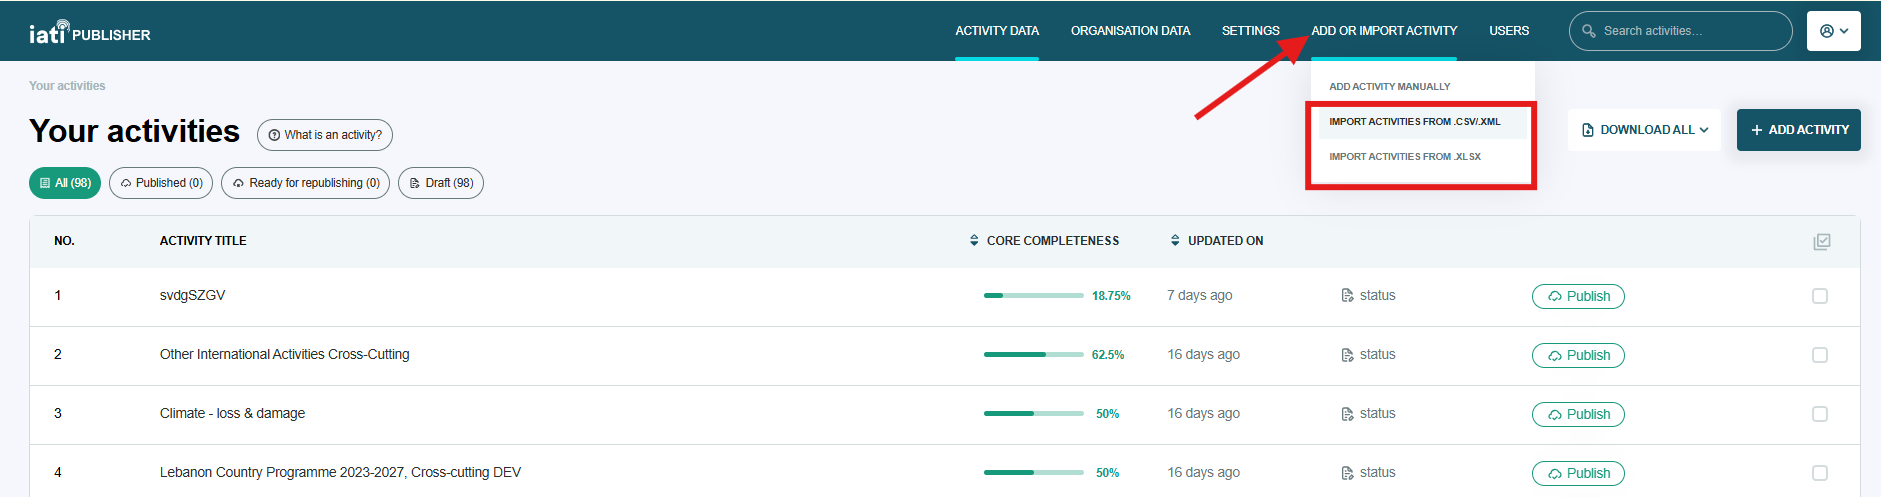 iati PUBLISHER
ACTIVITY DATA ORGANISATION DATA SETTINGS ADD OR IMPORT ACTIVITY USERS Search activities...
Your activities
ADD ACTIVITY MANUALLY
IMPORT ACTIVITIES FROM .CSV/.XML
IMPORT ACTIVITIES FROM .XLSX
Your activities What is an activity? DOWNLOAD ALL + ADD ACTIVITY
All (98) Published (0) Ready for republishing (0) Draft (98)
NO. ACTIVITY TITLE CORE COMPLETENESS UPDATED ON
1 svdgSZGV 18.75% 7 days ago status Publish
2 Other International Activities Cross-Cutting 62.5% 16 days ago status Publish
3 Climate - loss & damage 50% 16 days ago status Publish
4 Lebanon Country Programme 2023-2027, Cross-cutting DEV 50% 16 days ago status Publish